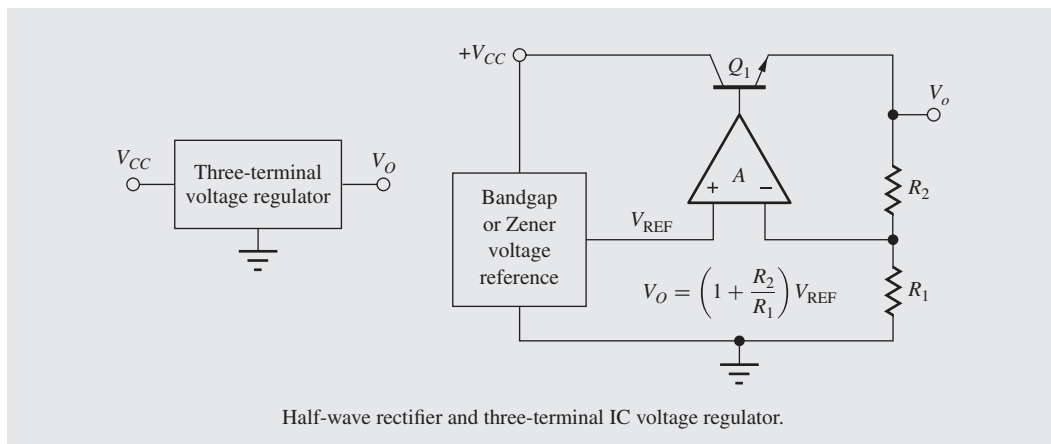 V_CC
Three-terminal
voltage regulator
V_O
+V_CC
Q_1
V_o
A
+
−
Bandgap
or Zener
voltage
reference
V_REF
R_2
V_O = (1 + R_2/R_1) V_REF
R_1
Half-wave rectifier and three-terminal IC voltage regulator.